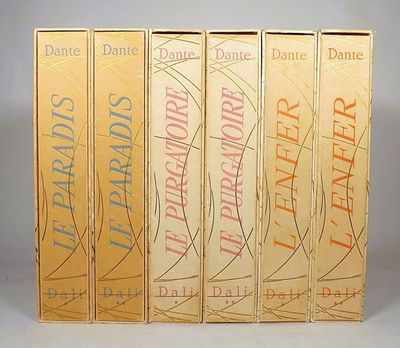 Dante
LE PARADIS
Dali
*
Dante
LE PARADIS
Dali
**
Dante
LE PURGATOIRE
Dali
*
Dante
LE PURGATOIRE
Dali
**
Dante
L'ENFER
Dali
*
Dante
L'ENFER
Dali
**